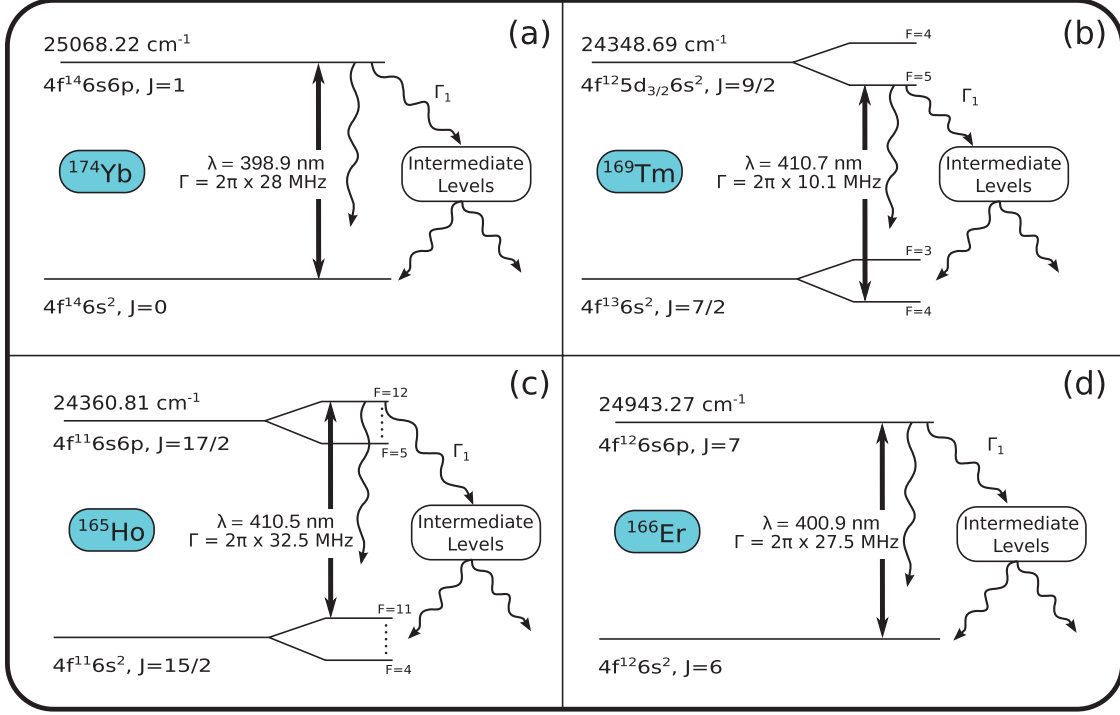 (a)
25068.22 cm⁻¹
4f¹⁴6s6p, J=1
Γ₁
¹⁷⁴Yb
λ = 398.9 nm
Γ = 2π x 28 MHz
Intermediate
Levels
4f¹⁴6s², J=0
(b)
24348.69 cm⁻¹
F=4
4f¹²5d₃/₂6s², J=9/2
F=5
Γ₁
¹⁶⁹Tm
λ = 410.7 nm
Γ = 2π x 10.1 MHz
Intermediate
Levels
F=3
4f¹³6s², J=7/2
F=4
(c)
24360.81 cm⁻¹
F=12
4f¹¹6s6p, J=17/2
F=5
Γ₁
¹⁶⁵Ho
λ = 410.5 nm
Γ = 2π x 32.5 MHz
Intermediate
Levels
F=11
4f¹¹6s², J=15/2
F=4
(d)
24943.27 cm⁻¹
4f¹²6s6p, J=7
Γ₁
¹⁶⁶Er
λ = 400.9 nm
Γ = 2π x 27.5 MHz
Intermediate
Levels
4f¹²6s², J=6